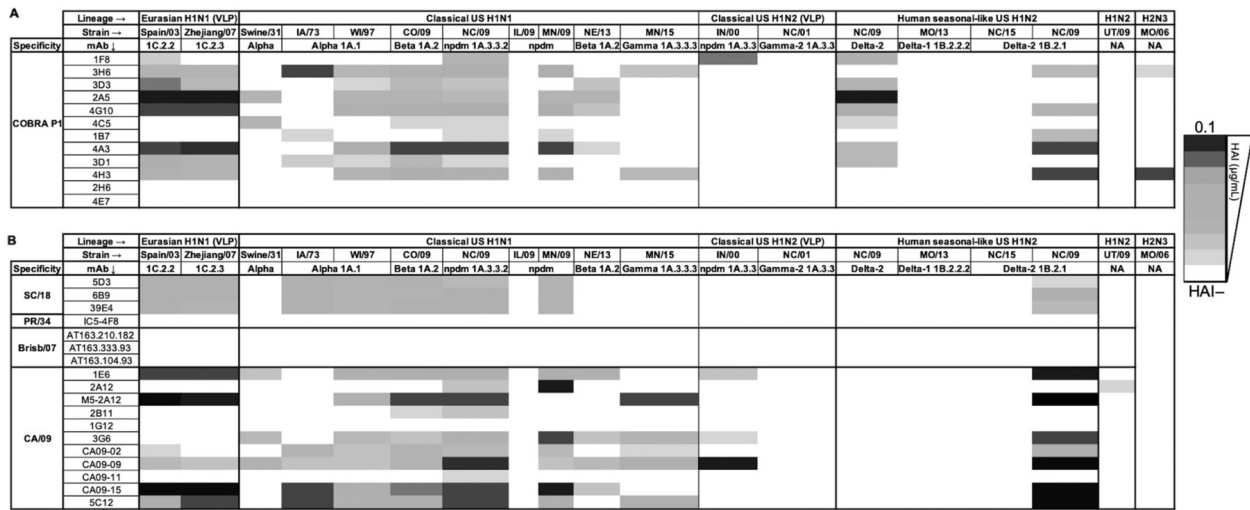 A
Lineage → Eurasian H1N1 (VLP) Classical US H1N1 Classical US H1N2 (VLP) Human seasonal-like US H1N2 H1N2 H2N3
Strain → Spain/03 Zhejiang/07 Swine/31 IA/73 WI/97 CO/09 NC/09 IL/09 MN/09 NE/13 MN/15 IN/00 NC/01 NC/09 MO/13 NC/15 NC/09 UT/09 MO/06
Specificity mAb ↓ 1C.2.2 1C.2.3 Alpha Alpha 1A.1 Beta 1A.2 npdm 1A.3.3.2 npdm Beta 1A.2 Gamma 1A.3.3.3 npdm 1A.3.3.3 Gamma-2 1A.3.3 Delta-2 Delta-1 1B.2.2.2 Delta-2 1B.2.1 NA NA
COBRA P1
1F8
3H6
3D3
2A5
4G10
4C5
1B7
4A3
3D1
4H3
2H6
4E7
0.1
HAI (μg/mL)
HAI–
B
Lineage → Eurasian H1N1 (VLP) Classical US H1N1 Classical US H1N2 (VLP) Human seasonal-like US H1N2 H1N2 H2N3
Strain → Spain/03 Zhejiang/07 Swine/31 IA/73 WI/97 CO/09 NC/09 IL/09 MN/09 NE/13 MN/15 IN/00 NC/01 NC/09 MO/13 NC/15 NC/09 UT/09 MO/06
Specificity mAb ↓ 1C.2.2 1C.2.3 Alpha Alpha 1A.1 Beta 1A.2 npdm 1A.3.3.2 npdm Beta 1A.2 Gamma 1A.3.3.3 npdm 1A.3.3.3 Gamma-2 1A.3.3 Delta-2 Delta-1 1B.2.2.2 Delta-2 1B.2.1 NA NA
SC/18
5D3
6B9
39E4
PR/34 IC5-4F8
Brisb/07
AT163.210.182
AT163.333.93
AT163.104.93
CA/09
1E6
2A12
M5-2A12
2B11
1G12
3G6
CA09-02
CA09-09
CA09-11
CA09-15
5C12